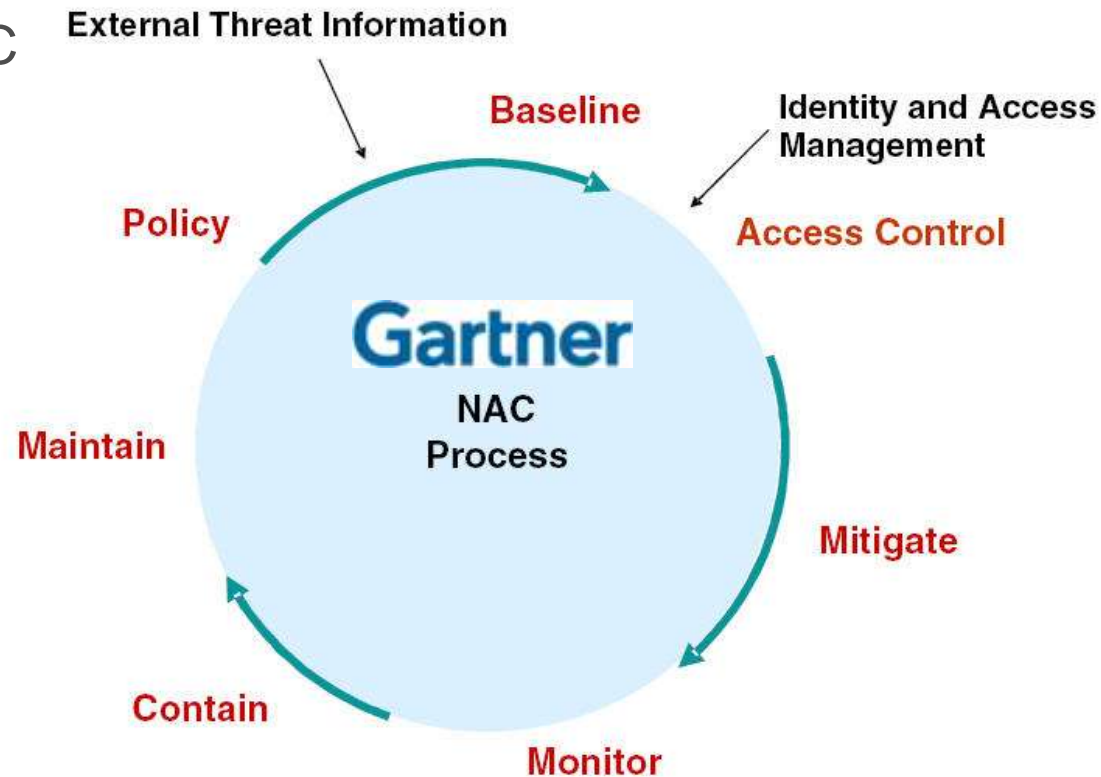 C
External Threat Information
Baseline
Identity and Access
Management
Policy
Access Control
Gartner
NAC
Process
Maintain
Mitigate
Contain
Monitor